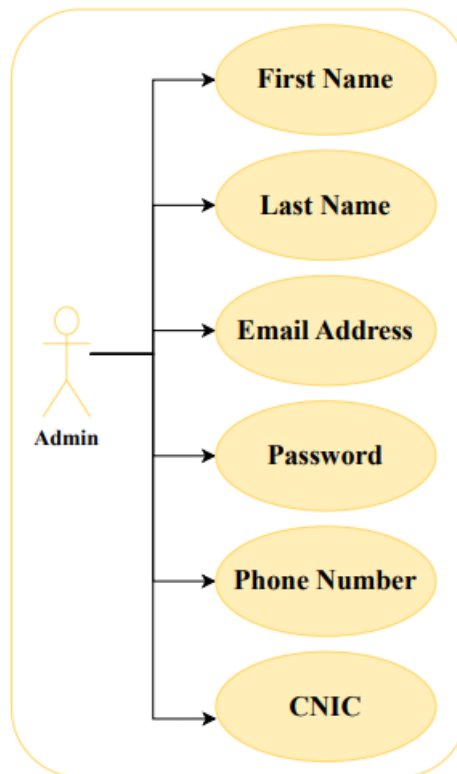 First Name
Last Name
Email Address
Admin
Password
Phone Number
CNIC